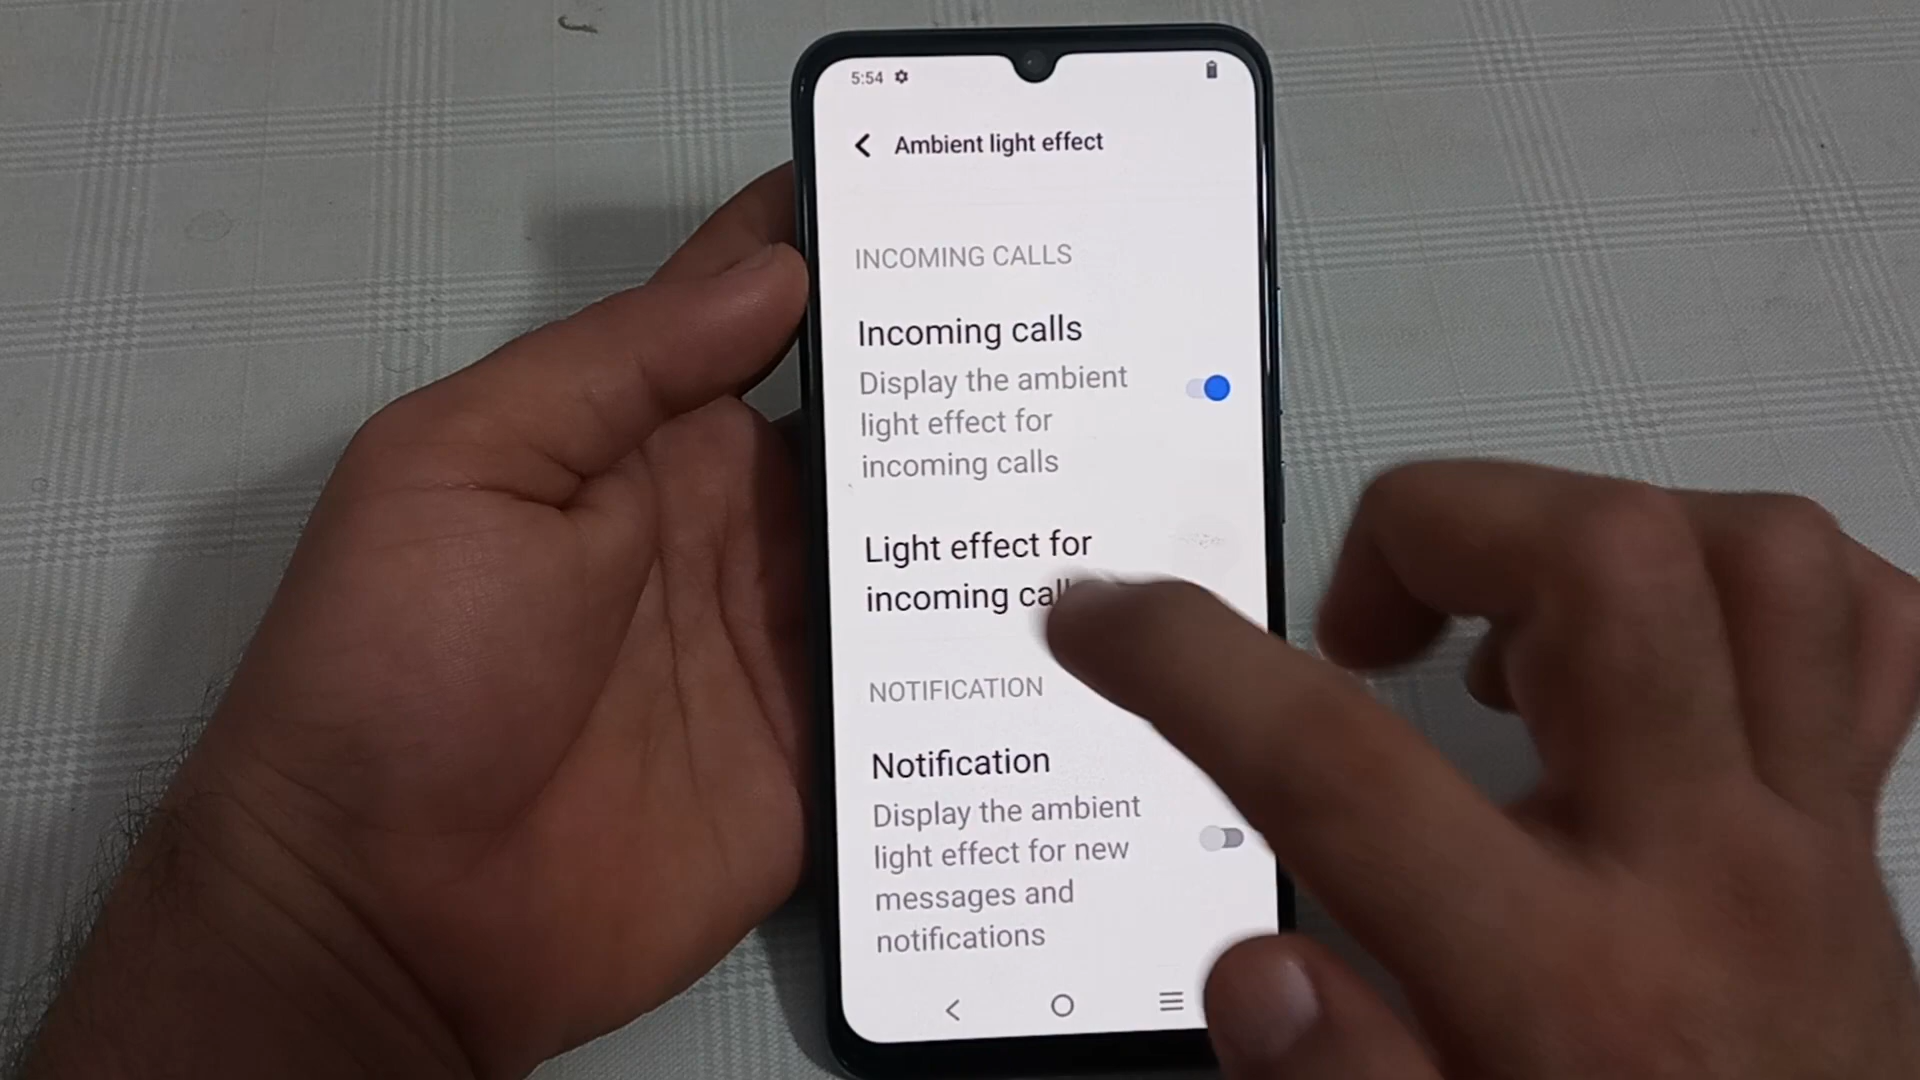 5:54
Ambient light effect
INCOMING CALLS
Incoming calls
Display the ambient
light effect for
incoming calls
Light effect for
incoming call
NOTIFICATION
Notification
Display the ambient
light effect for new
messages and
notifications